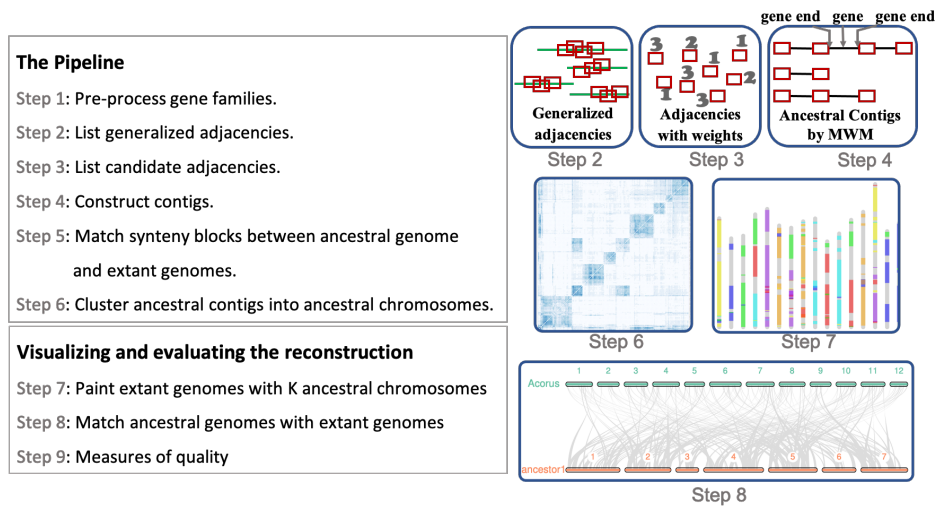 The Pipeline
Step 1: Pre-process gene families.
Step 2: List generalized adjacencies.
Step 3: List candidate adjacencies.
Step 4: Construct contigs.
Step 5: Match synteny blocks between ancestral genome
and extant genomes.
Step 6: Cluster ancestral contigs into ancestral chromosomes.
Visualizing and evaluating the reconstruction
Step 7: Paint extant genomes with K ancestral chromosomes
Step 8: Match ancestral genomes with extant genomes
Step 9: Measures of quality
Generalized
adjacencies
Step 2
3 2 1
1
3 2
1 3
Adjacencies
with weights
Step 3
gene end gene gene end
Ancestral Contigs
by MWM
Step 4
Step 6
Step 7
1 2 3 4 5 6 7 8 9 10 11 12
Acorus
1 2 3 4 5 6 7
ancestor1
Step 8